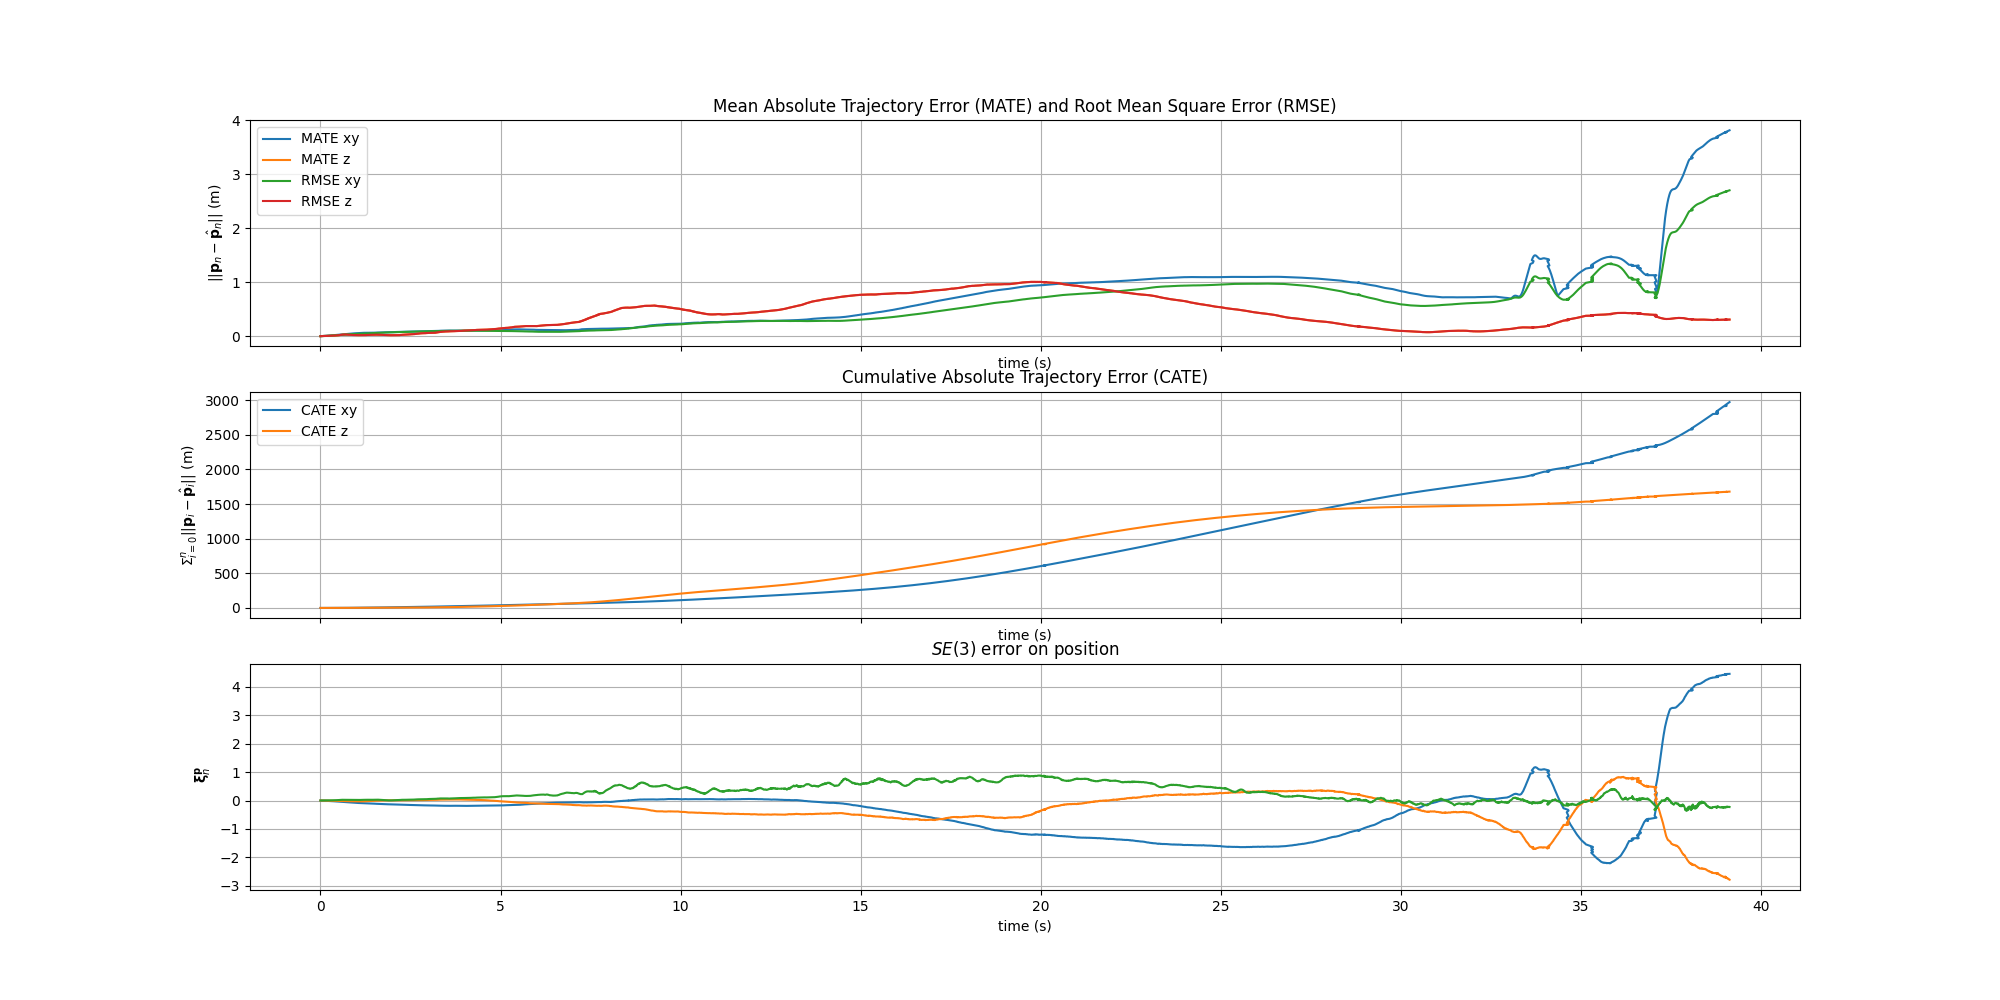 Mean Absolute Trajectory Error (MATE) and Root Mean Square Error (RMSE)
4
3
2
1
0
||𝐩ₙ − 𝐩̂ₙ|| (m)
MATE xy
MATE z
RMSE xy
RMSE z
time (s)
Cumulative Absolute Trajectory Error (CATE)
3000
2500
2000
1500
1000
500
0
Σⁿᵢ₌₀||𝐩ᵢ − 𝐩̂ᵢ|| (m)
CATE xy
CATE z
time (s)
SE(3) error on position
4
3
2
1
0
−1
−2
−3
𝛏ₙᵖ
0 5 10 15 20 25 30 35 40
time (s)